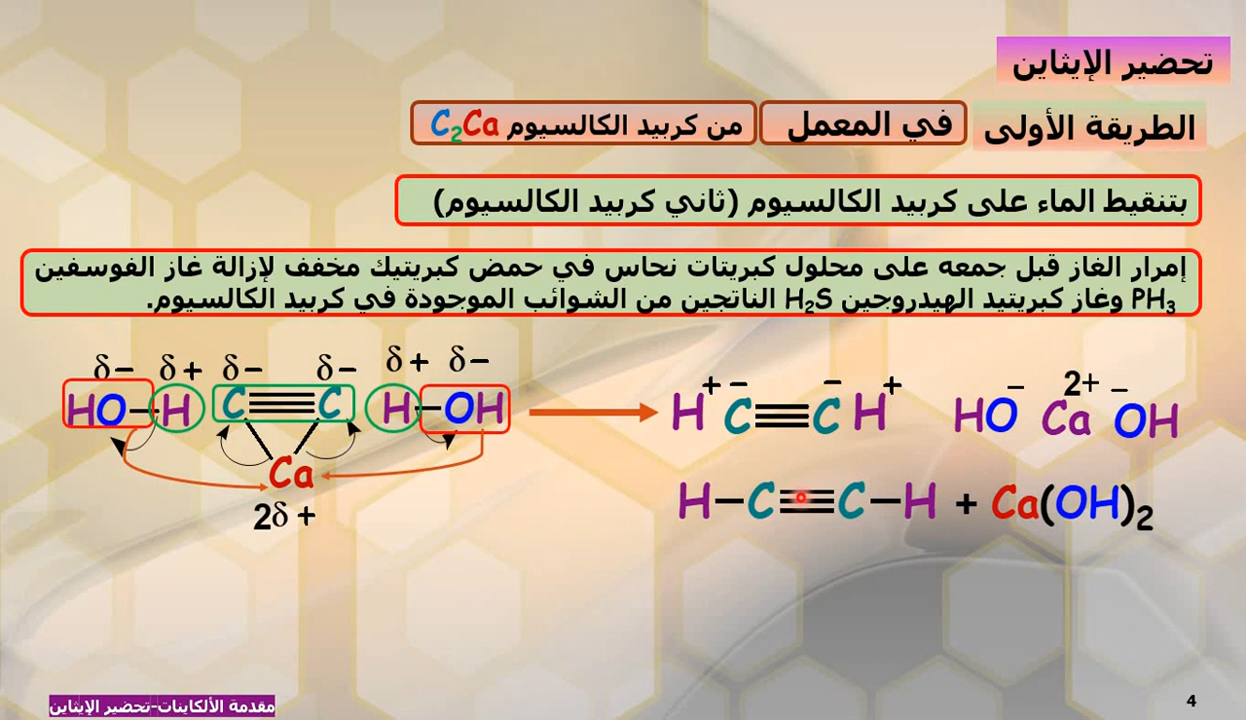 تحضير الإيثاين
الطريقة الأولى في المعمل من كربيد الكالسيوم C₂Ca
بتنقيط الماء على كربيد الكالسيوم (ثاني كربيد الكالسيوم)
إمرار الغاز قبل جمعه على محلول كبريتات نحاس في حمض كبريتيك مخفف لإزالة غاز الفوسفين
PH₃ وغاز كبريتيد الهيدروجين H₂S الناتجين من الشوائب الموجودة في كربيد الكالسيوم.
δ− δ+ δ− δ− δ+ δ−
HO−H C≡C H−OH
Ca
2δ+
H⁺ ⁻C≡C⁻ H⁺ HO⁻ Ca²⁺ ⁻OH
H−C≡C−H + Ca(OH)₂
مقدمة الألكاينات-تحضير الإيثاين
4